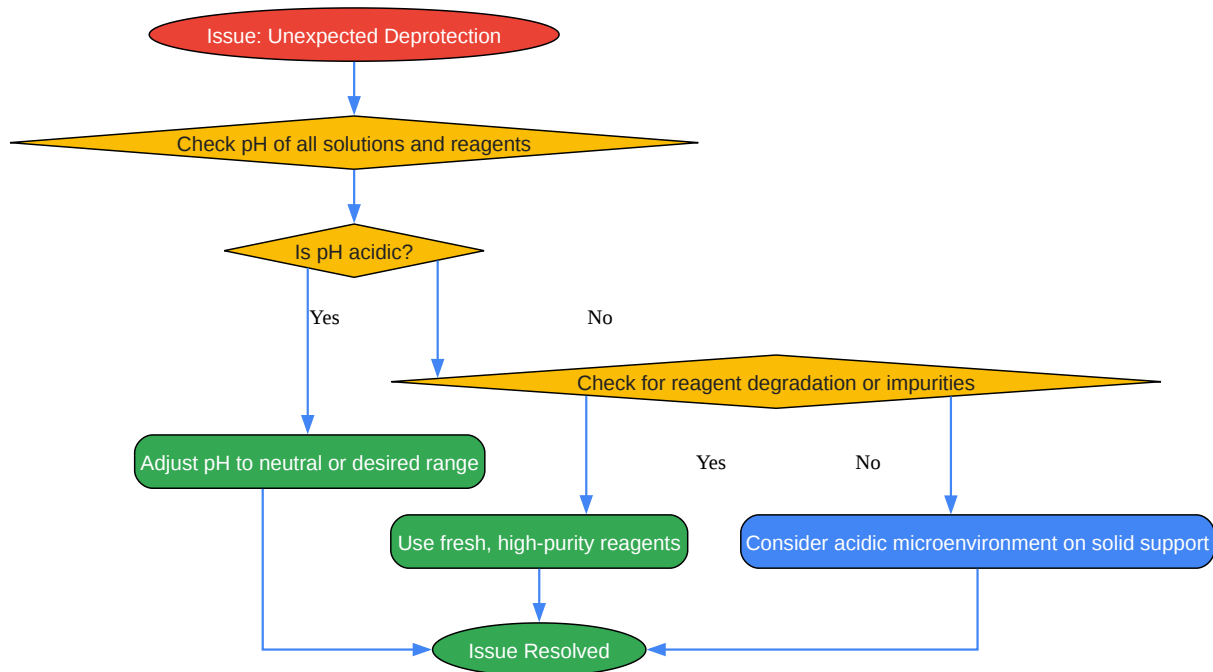 Issue: Unexpected Deprotection
Check pH of all solutions and reagents
Is pH acidic?
Yes
No
Check for reagent degradation or impurities
Adjust pH to neutral or desired range
Yes
No
Use fresh, high-purity reagents
Consider acidic microenvironment on solid support
Issue Resolved